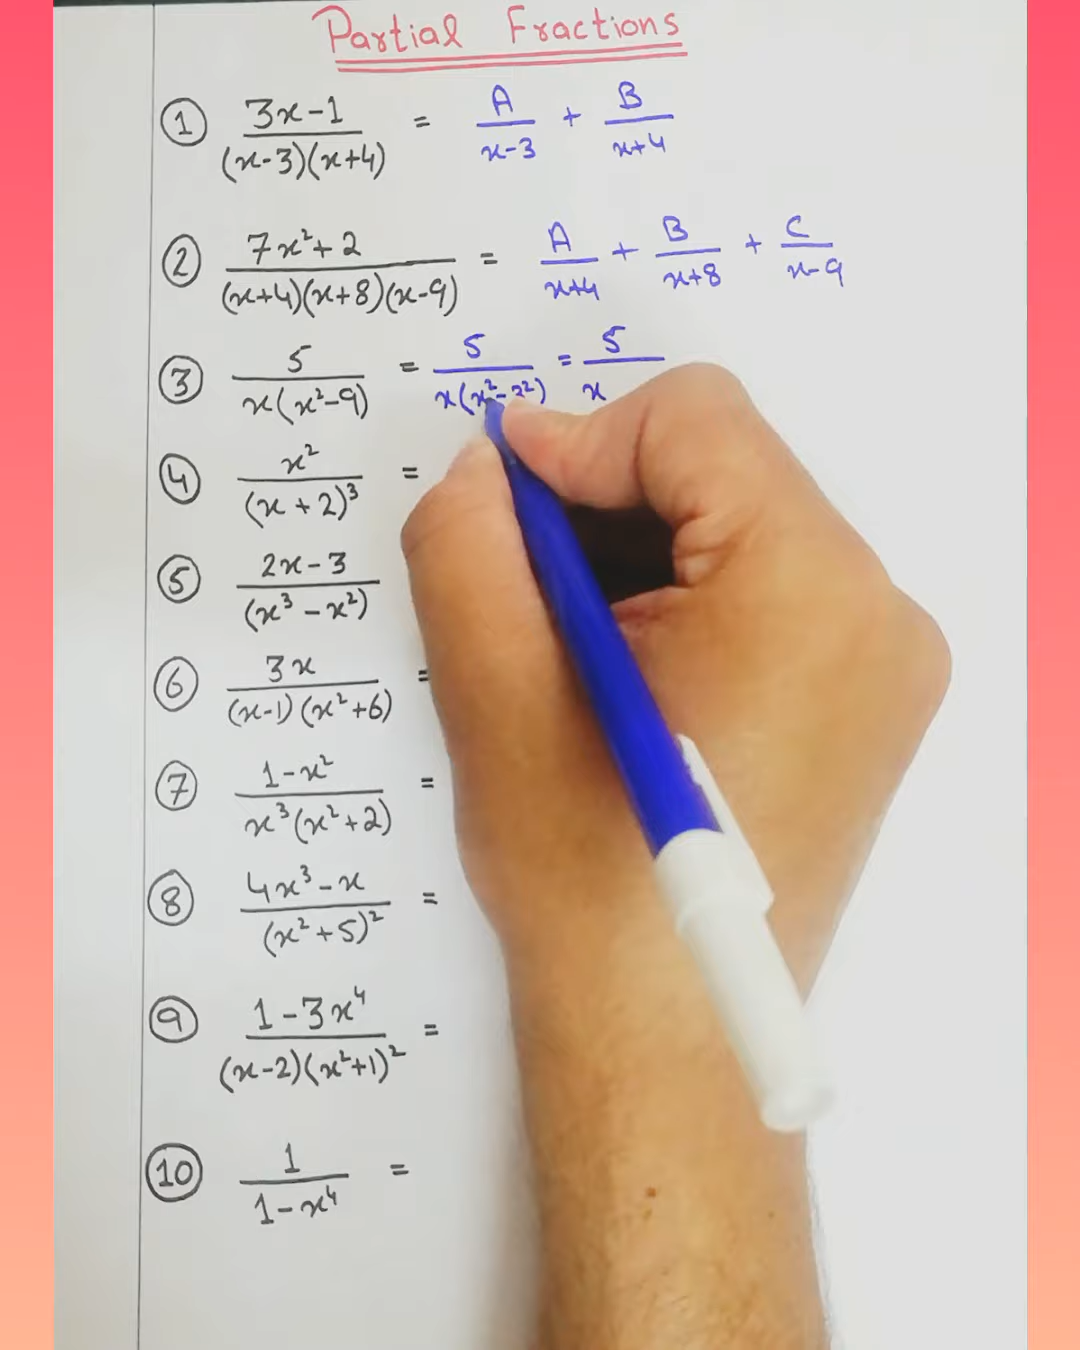 Partial Fractions
① 3x-1/(x-3)(x+4) = A/x-3 + B/x+4
② 7x²+2/(x+4)(x+8)(x-9) = A/x+4 + B/x+8 + C/x-9
③ 5/x(x²-9) = 5/x(x²-3²) = 5/x
④ x²/(x+2)³ =
⑤ 2x-3/(x³-x²)
⑥ 3x/(x-1)(x²+6) =
⑦ 1-x²/x³(x²+2) =
⑧ 4x³-x/(x²+5)² =
⑨ 1-3x⁴/(x-2)(x²+1)² =
⑩ 1/1-x⁴ =